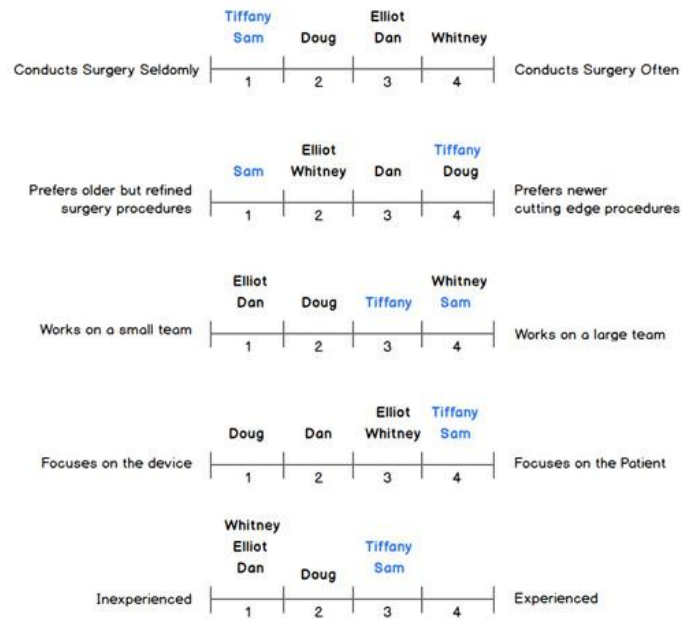 Tiffany
Sam
Doug
Elliot
Dan
Whitney
Conducts Surgery Seldomly
1
2
3
4
Conducts Surgery Often
Sam
Elliot
Whitney
Dan
Tiffany
Doug
Prefers older but refined
surgery procedures
1
2
3
4
Prefers newer
cutting edge procedures
Elliot
Dan
Doug
Tiffany
Whitney
Sam
Works on a small team
1
2
3
4
Works on a large team
Doug
Dan
Elliot
Whitney
Tiffany
Sam
Focuses on the device
1
2
3
4
Focuses on the Patient
Whitney
Elliot
Dan
Doug
Tiffany
Sam
Inexperienced
1
2
3
4
Experienced